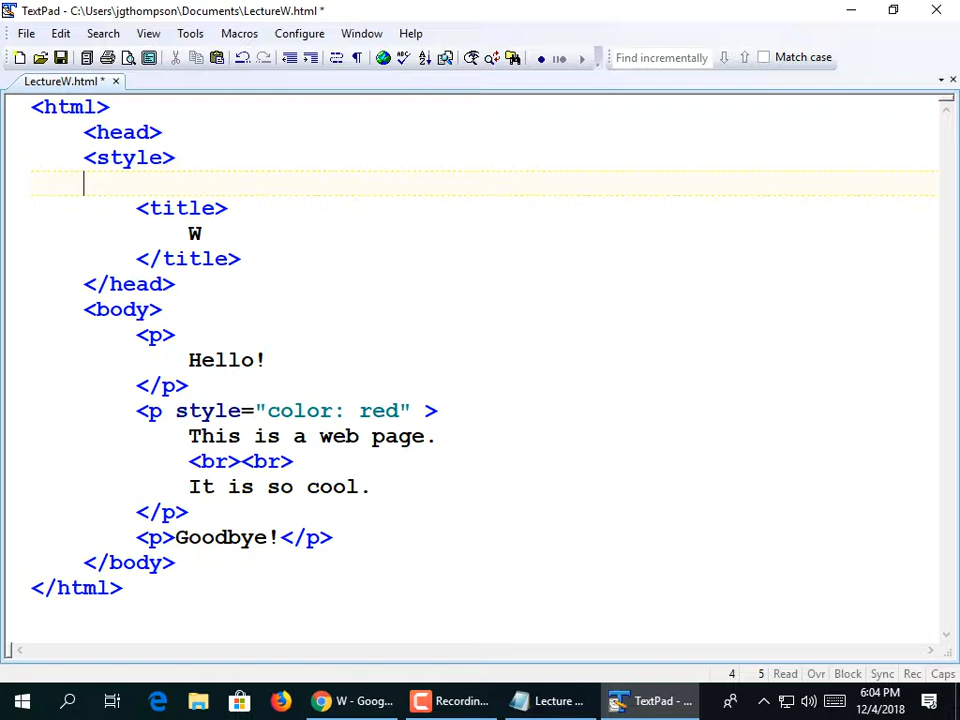 TextPad - C:\Users\jgthompson\Documents\LectureW.html *
File Edit Search View Tools Macros Configure Window Help
Find incrementally Match case
LectureW.html *
<html>
<head>
<style>
<title>
W
</title>
</head>
<body>
<p>
Hello!
</p>
<p style="color: red" >
This is a web page.
<br><br>
It is so cool.
</p>
<p>Goodbye!</p>
</body>
</html>
4 5 Read Ovr Block Sync Rec Caps
W - Goog... Recording... Lecture ... TextPad - ... 6:04 PM
12/4/2018